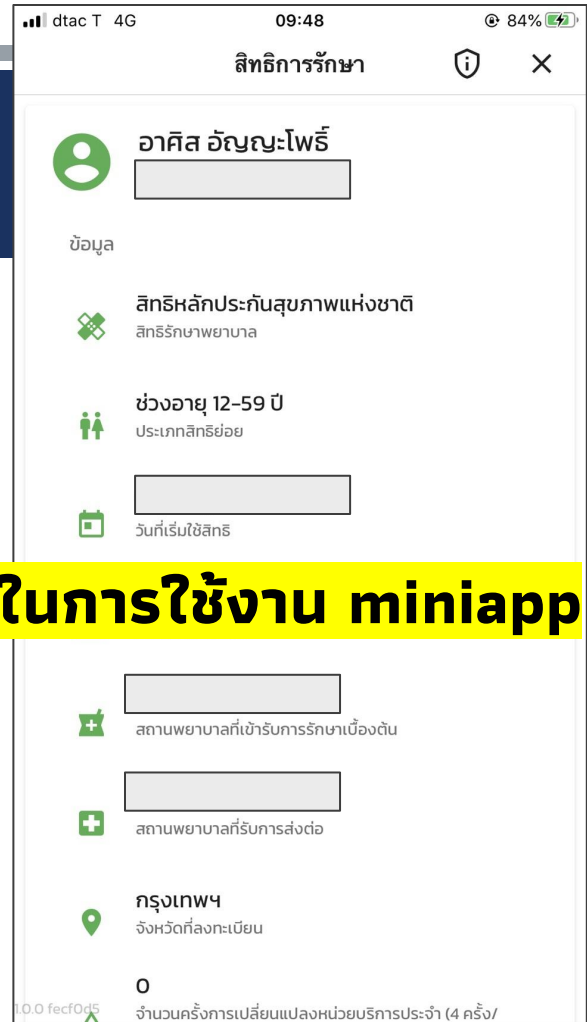 dtac T 4G 09:48 84%
สิทธิการรักษา
อาศิส อัญญะโพธิ์
ข้อมูล
สิทธิหลักประกันสุขภาพแห่งชาติ
สิทธิรักษาพยาบาล
ช่วงอายุ 12-59 ปี
ประเภทสิทธิย่อย
วันที่เริ่มใช้สิทธิ
ในการใช้งาน miniapp
สถานพยาบาลที่เข้ารับการรักษาเบื้องต้น
สถานพยาบาลที่รับการส่งต่อ
กรุงเทพฯ
จังหวัดที่ลงทะเบียน
0
1.0.0 fecf0d5 จำนวนครั้งการเปลี่ยนแปลงหน่วยบริการประจำ (4 ครั้ง/